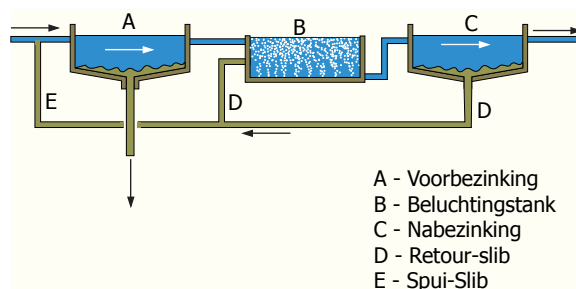 A
B
C
E
D
D
A - Voorbezinking
B - Beluchtingstank
C - Nabezinking
D - Retour-slib
E - Spui-Slib